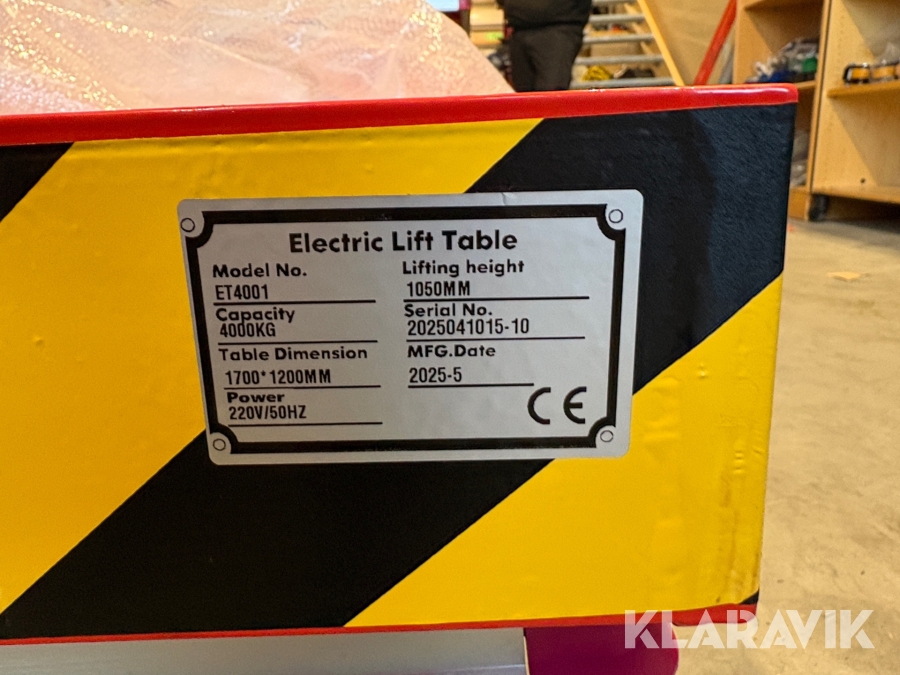 Electric Lift Table
Model No.
ET4001
Lifting height
1050MM
Capacity
4000KG
Serial No.
2025041015-10
Table Dimension
1700*1200MM
MFG.Date
2025-5
Power
220V/50HZ
CE
KLARAVIK